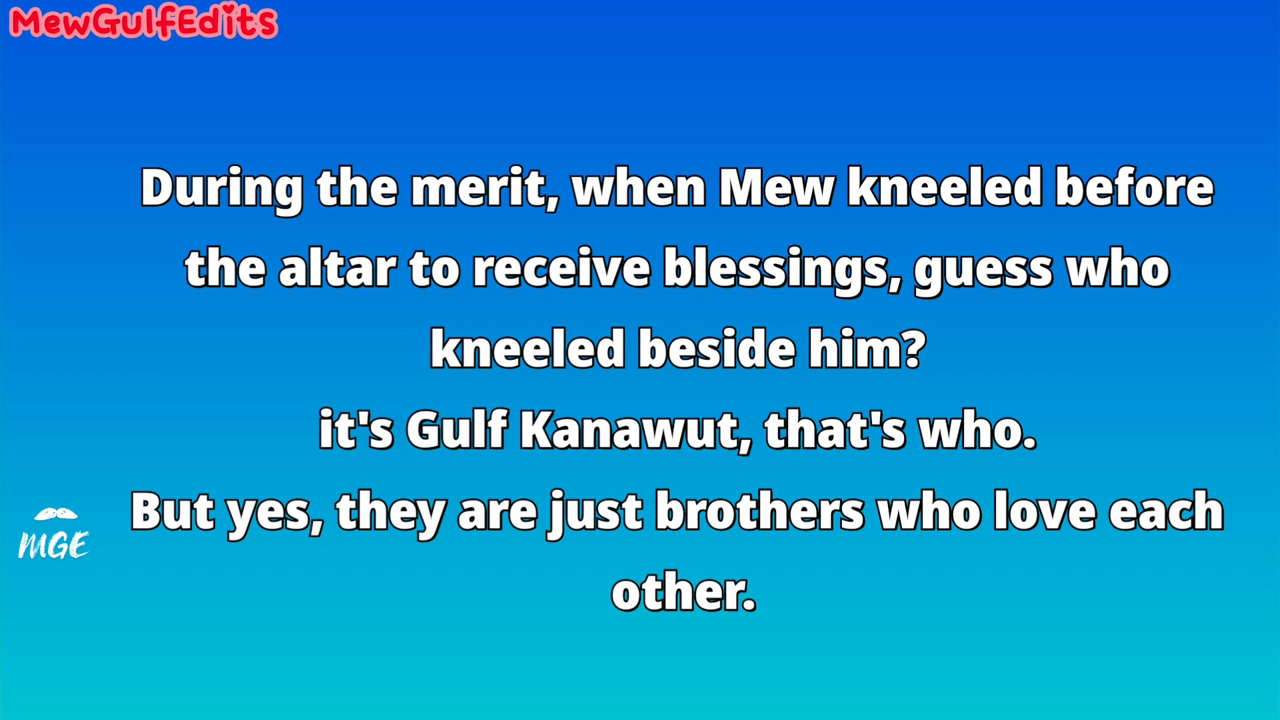 MewGulfEdits
During the merit, when Mew kneeled before
the altar to receive blessings, guess who
kneeled beside him?
it's Gulf Kanawut, that's who.
But yes, they are just brothers who love each
MGE
other.